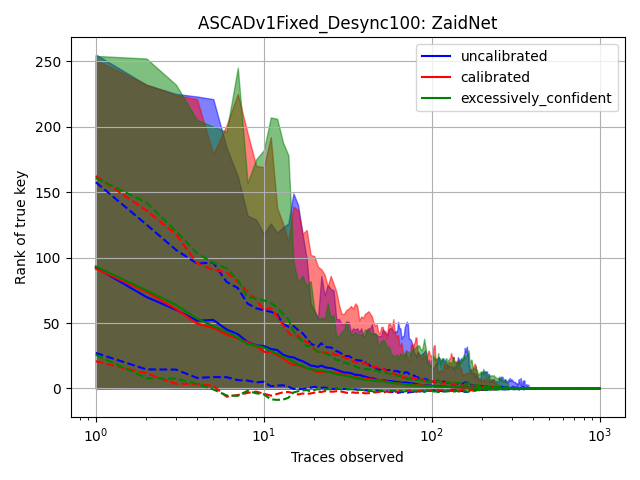 ASCADv1Fixed_Desync100: ZaidNet
uncalibrated
calibrated
excessively_confident
Rank of true key
250
200
150
100
50
0
10⁰ 10¹ 10² 10³
Traces observed